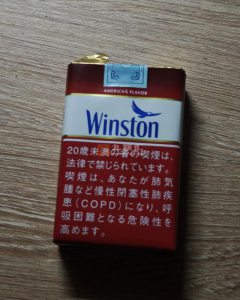 AMERICAN FLAVOR
Winston
20歳未満の者の喫煙は、
法律で禁じられています。
喫煙は、あなたが肺気
腫など慢性閉塞性肺疾
患（COPD）になり、呼
吸困難となる危険性を
高めます。